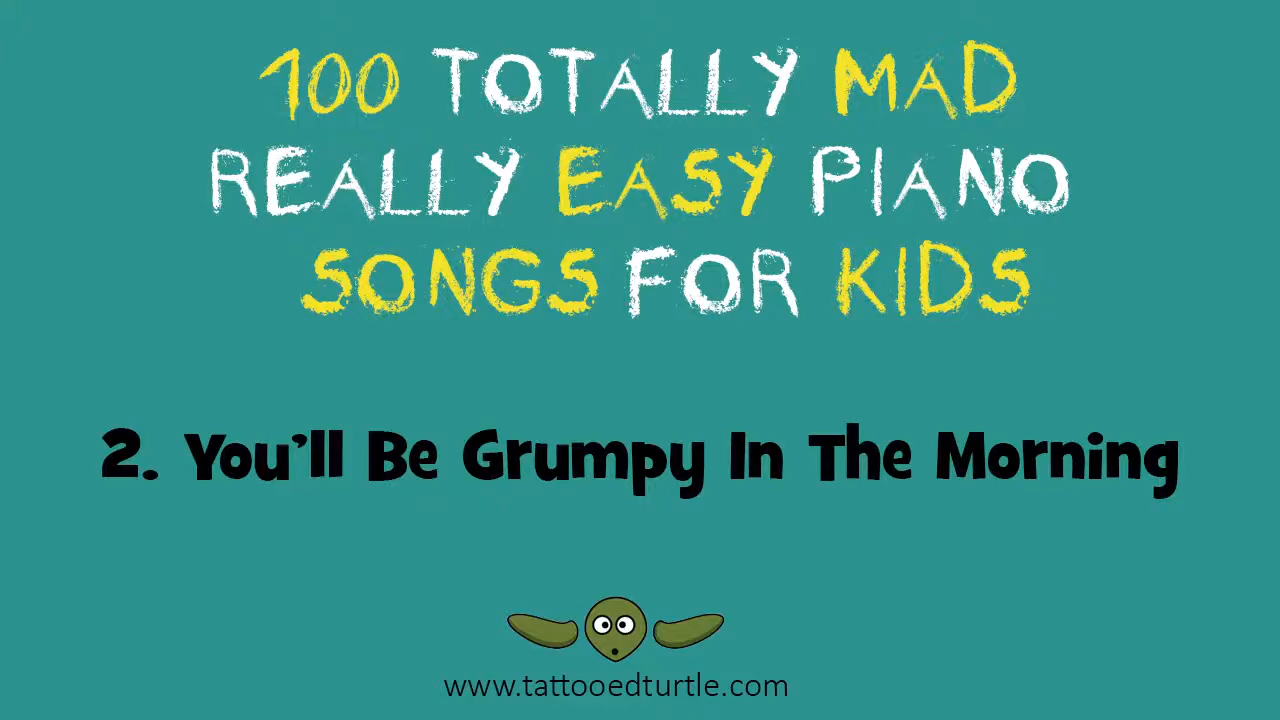 100 TOTALLY MAD
REALLY EASY PIANO
SONGS FOR KIDS
2. You'll Be Grumpy In The Morning
www.tattooedturtle.com